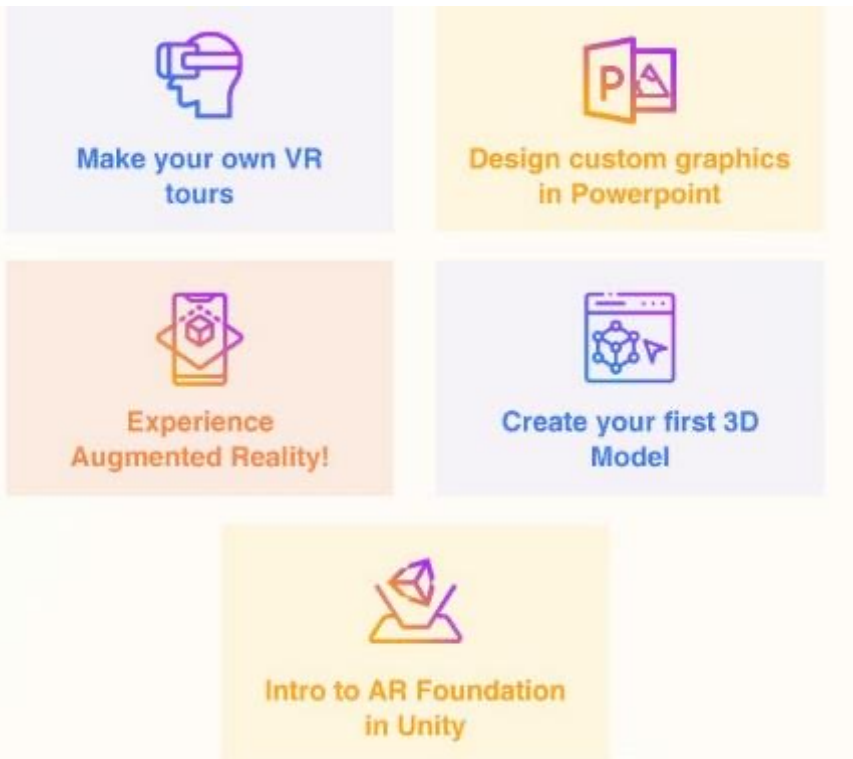 Make your own VR
tours
P
Design custom graphics
in Powerpoint
Experience
Augmented Reality!
Create your first 3D
Model
Intro to AR Foundation
in Unity